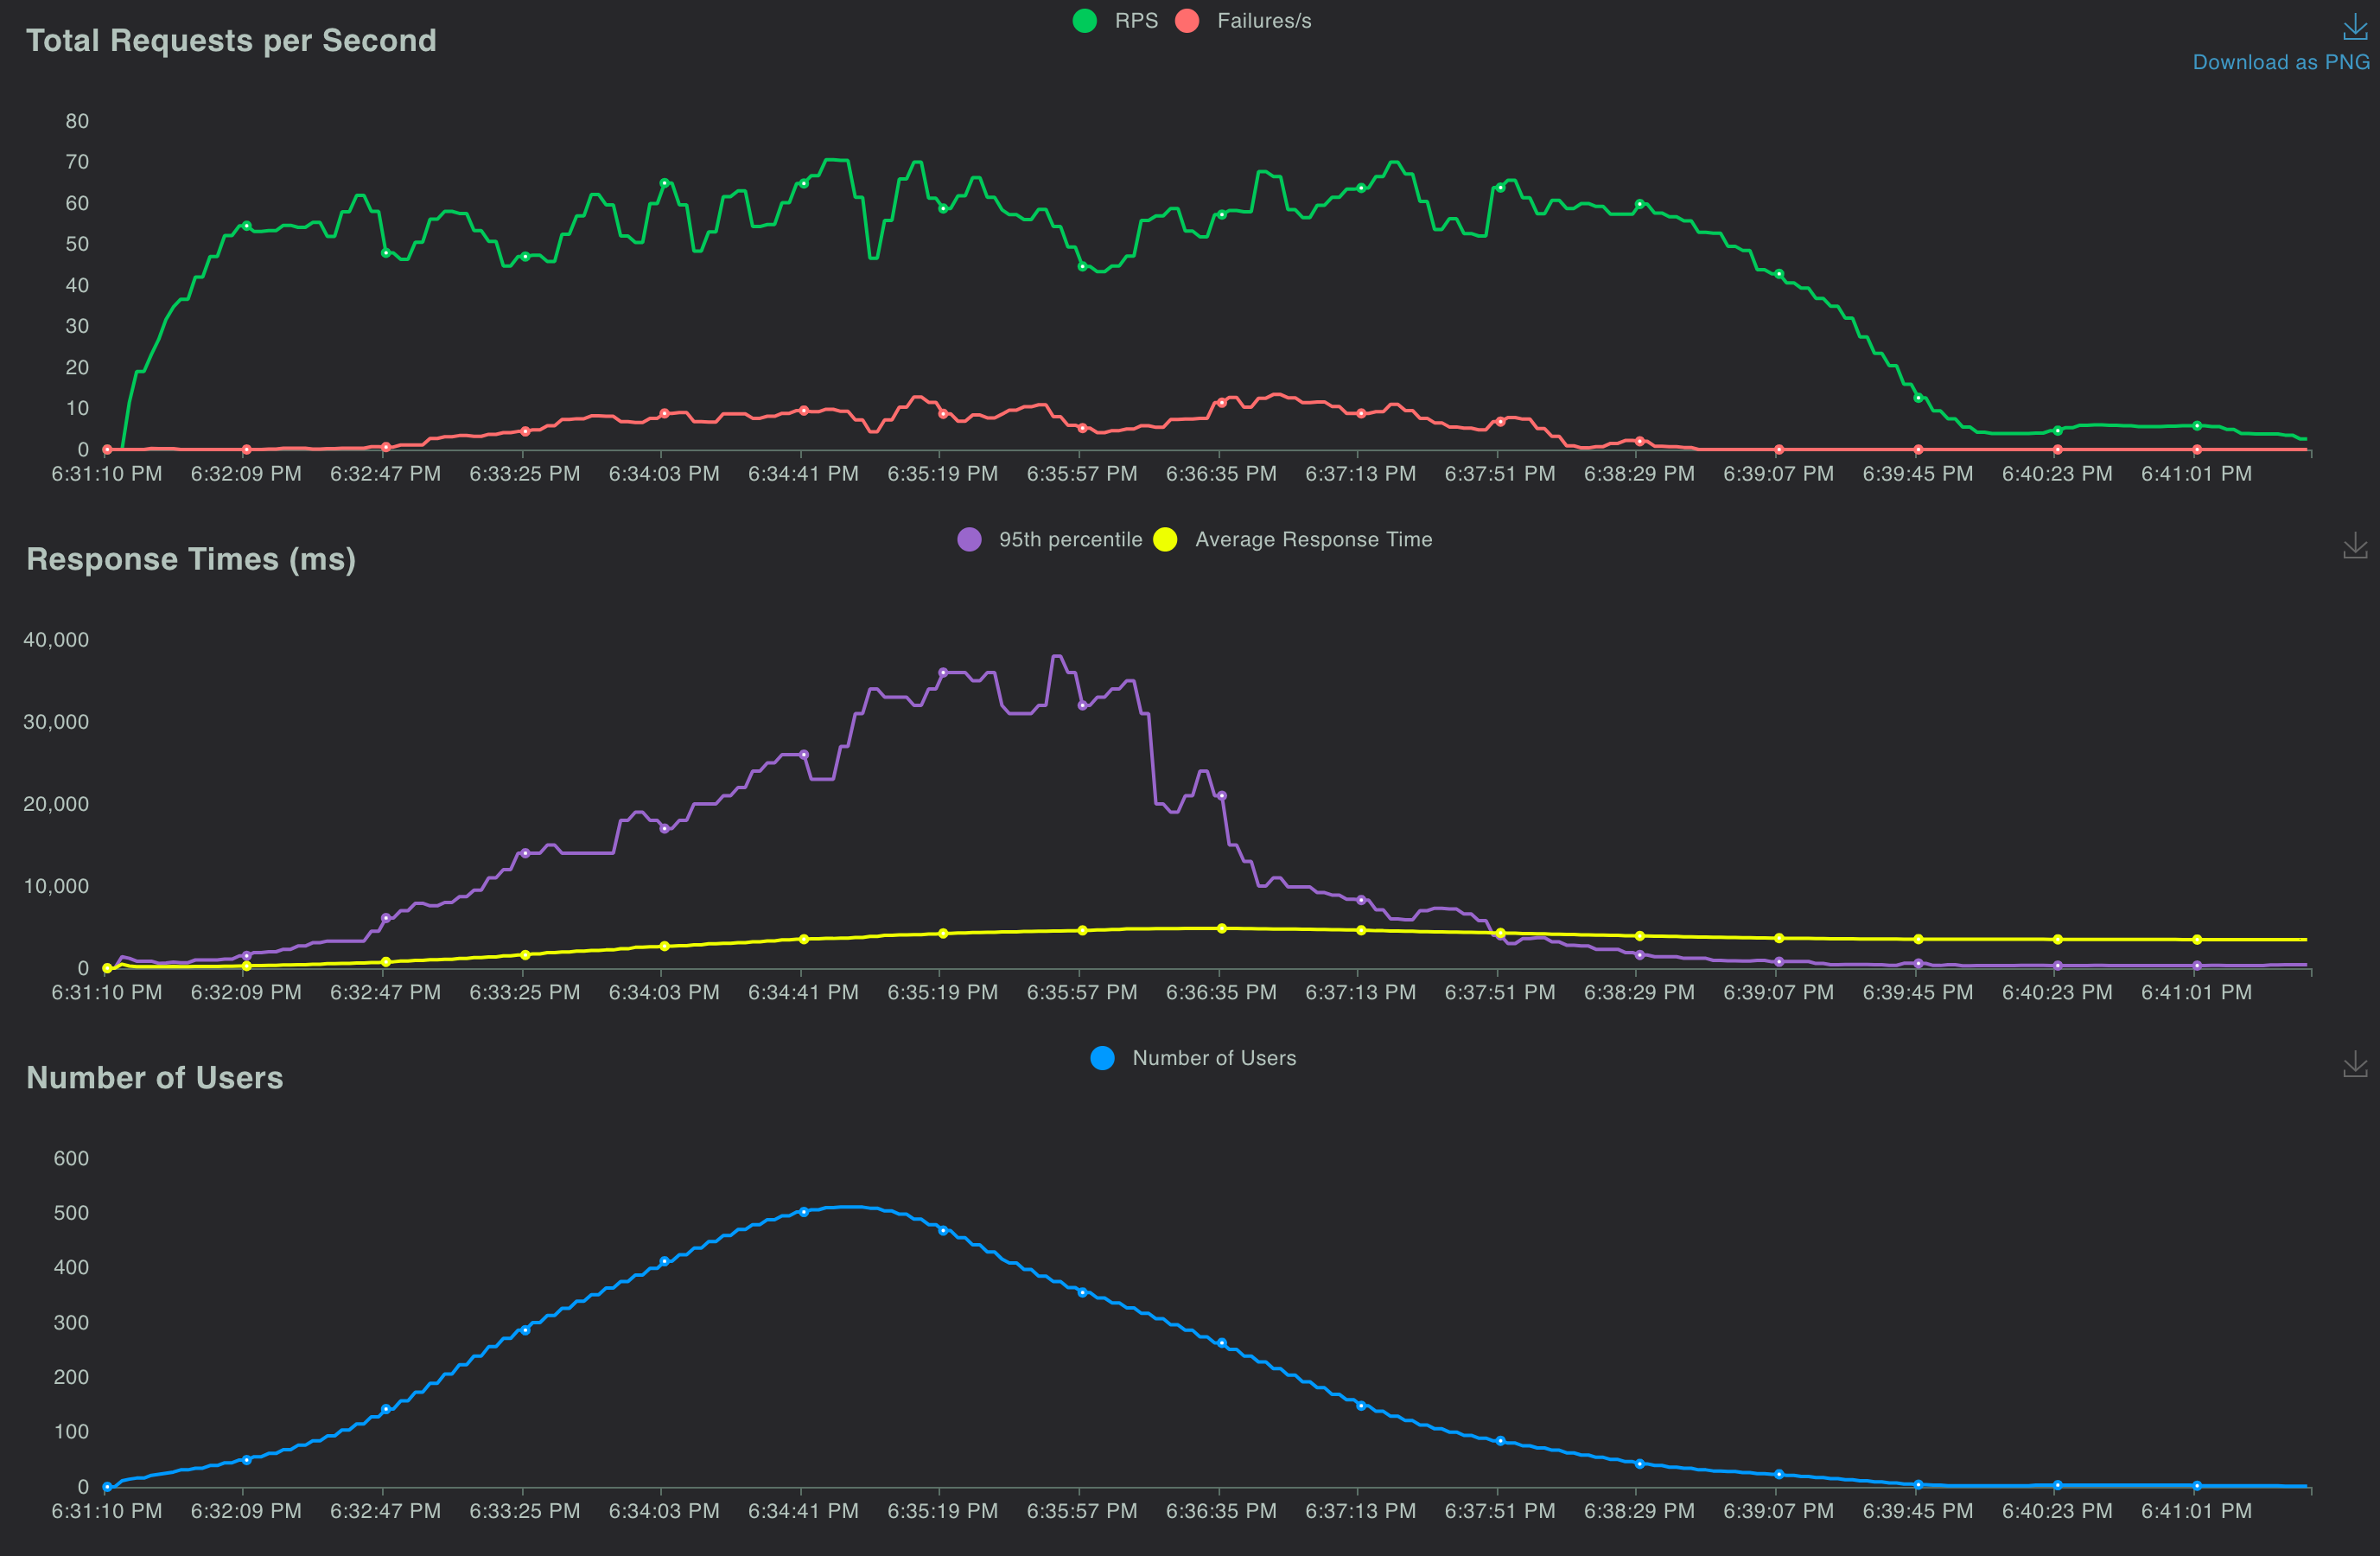 RPS Failures/s
Total Requests per Second
Download as PNG
80
70
60
50
40
30
20
10
0
6:31:10 PM 6:32:09 PM 6:32:47 PM 6:33:25 PM 6:34:03 PM 6:34:41 PM 6:35:19 PM 6:35:57 PM 6:36:35 PM 6:37:13 PM 6:37:51 PM 6:38:29 PM 6:39:07 PM 6:39:45 PM 6:40:23 PM 6:41:01 PM
95th percentile Average Response Time
Response Times (ms)
40,000
30,000
20,000
10,000
0
6:31:10 PM 6:32:09 PM 6:32:47 PM 6:33:25 PM 6:34:03 PM 6:34:41 PM 6:35:19 PM 6:35:57 PM 6:36:35 PM 6:37:13 PM 6:37:51 PM 6:38:29 PM 6:39:07 PM 6:39:45 PM 6:40:23 PM 6:41:01 PM
Number of Users
Number of Users
600
500
400
300
200
100
0
6:31:10 PM 6:32:09 PM 6:32:47 PM 6:33:25 PM 6:34:03 PM 6:34:41 PM 6:35:19 PM 6:35:57 PM 6:36:35 PM 6:37:13 PM 6:37:51 PM 6:38:29 PM 6:39:07 PM 6:39:45 PM 6:40:23 PM 6:41:01 PM